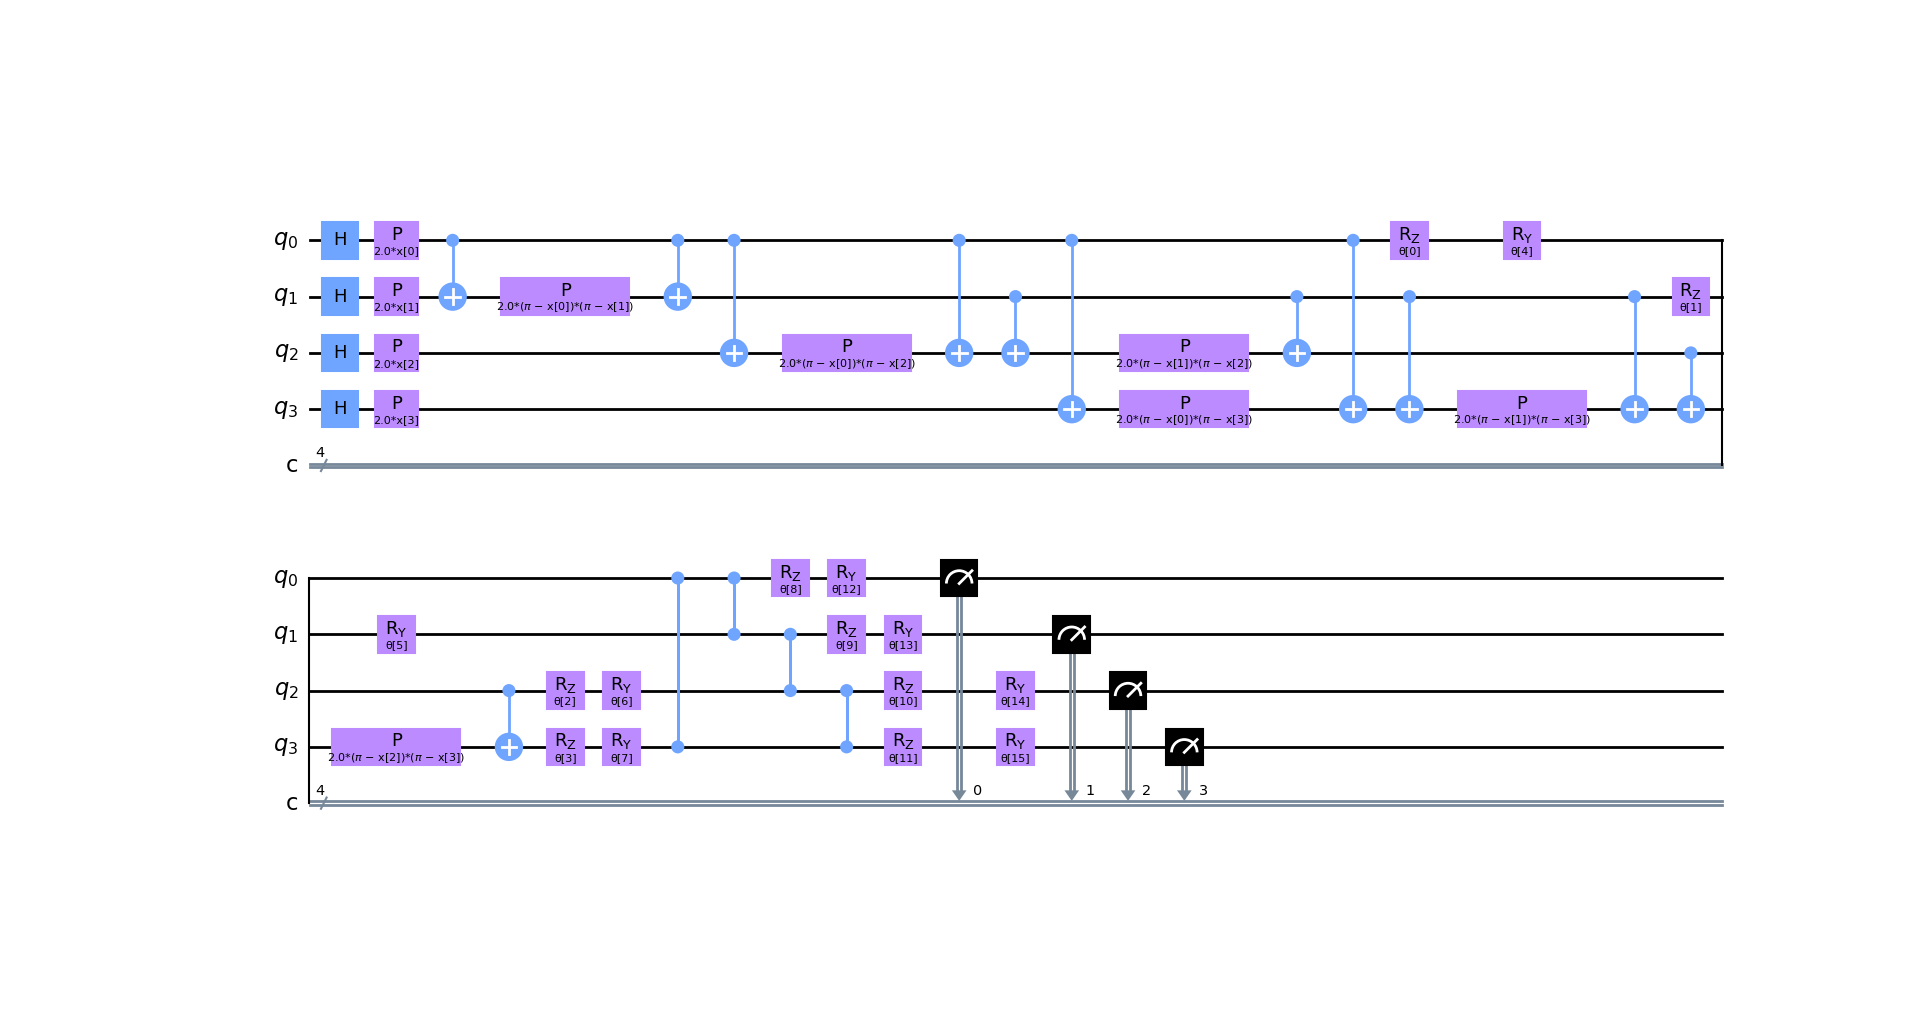 q0 H P 2.0*x[0] RZ θ[0] RY θ[4]
q1 H P 2.0*x[1] P 2.0*(π − x[0])*(π − x[1]) RZ θ[1]
q2 H P 2.0*x[2] P 2.0*(π − x[0])*(π − x[2]) P 2.0*(π − x[1])*(π − x[2])
q3 H P 2.0*x[3] P 2.0*(π − x[0])*(π − x[3]) P 2.0*(π − x[1])*(π − x[3])
c 4
q0 RZ θ[8] RY θ[12]
q1 RY θ[5] RZ θ[9] RY θ[13]
q2 RZ θ[2] RY θ[6] RZ θ[10] RY θ[14]
q3 P 2.0*(π − x[2])*(π − x[3]) RZ θ[3] RY θ[7] RZ θ[11] RY θ[15]
c 4 0 1 2 3